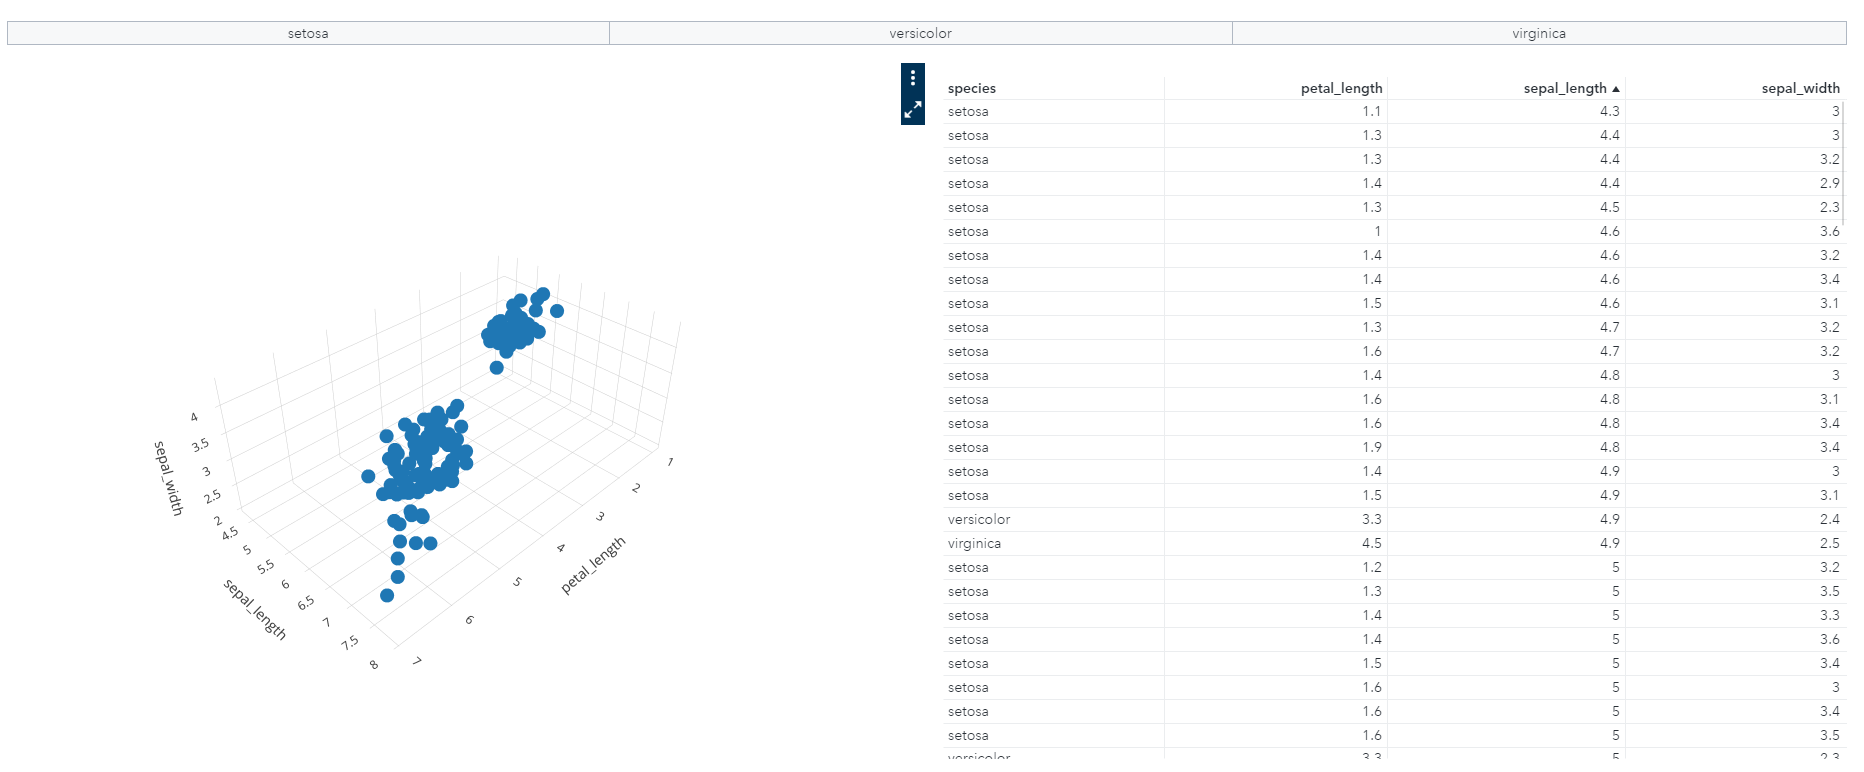 setosa versicolor virginica
species petal_length sepal_length sepal_width
setosa 1.1 4.3 3
setosa 1.3 4.4 3
setosa 1.3 4.4 3.2
setosa 1.4 4.4 2.9
setosa 1.3 4.5 2.3
setosa 1 4.6 3.6
setosa 1.4 4.6 3.2
setosa 1.4 4.6 3.4
setosa 1.5 4.6 3.1
setosa 1.3 4.7 3.2
setosa 1.6 4.7 3.2
setosa 1.4 4.8 3
setosa 1.6 4.8 3.1
setosa 1.6 4.8 3.4
setosa 1.9 4.8 3.4
setosa 1.4 4.9 3
setosa 1.5 4.9 3.1
versicolor 3.3 4.9 2.4
virginica 4.5 4.9 2.5
setosa 1.2 5 3.2
setosa 1.3 5 3.5
setosa 1.4 5 3.3
setosa 1.4 5 3.6
setosa 1.5 5 3.4
setosa 1.6 5 3
setosa 1.6 5 3.4
setosa 1.6 5 3.5
versicolor 3.3 5 2.3
4
3.5
3
2.5
2
sepal_width
4.5
5
5.5
6
6.5
7
7.5
8
sepal_length
1
2
3
4
5
6
7
petal_length